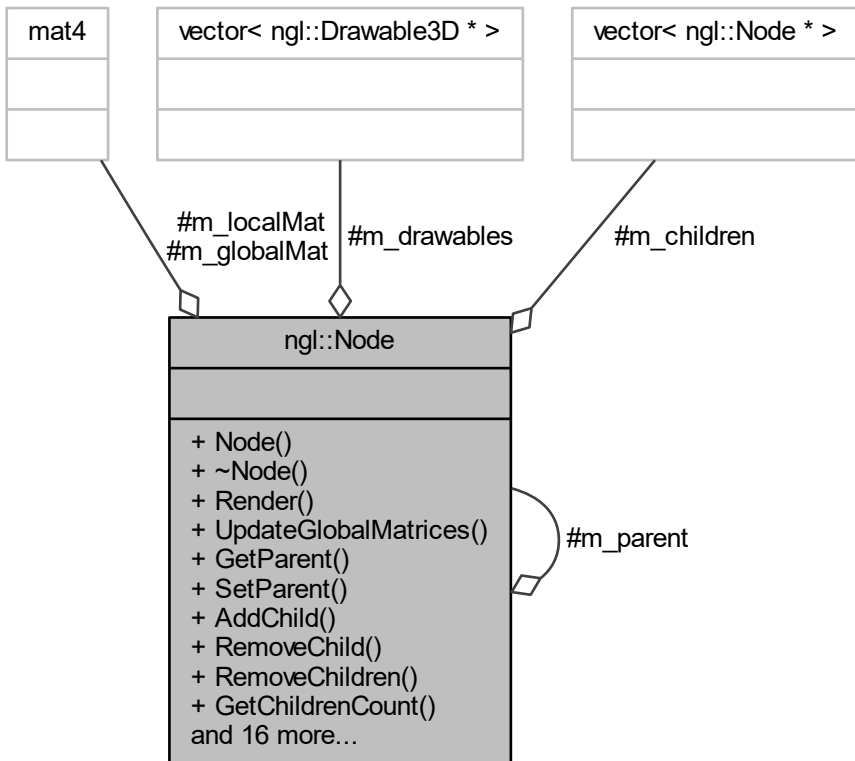 mat4
vector< ngl::Drawable3D * >
vector< ngl::Node * >
#m_localMat
#m_globalMat
#m_drawables
#m_children
ngl::Node
+ Node()
+ ~Node()
+ Render()
+ UpdateGlobalMatrices()
+ GetParent()
+ SetParent()
+ AddChild()
+ RemoveChild()
+ RemoveChildren()
+ GetChildrenCount()
and 16 more...
#m_parent